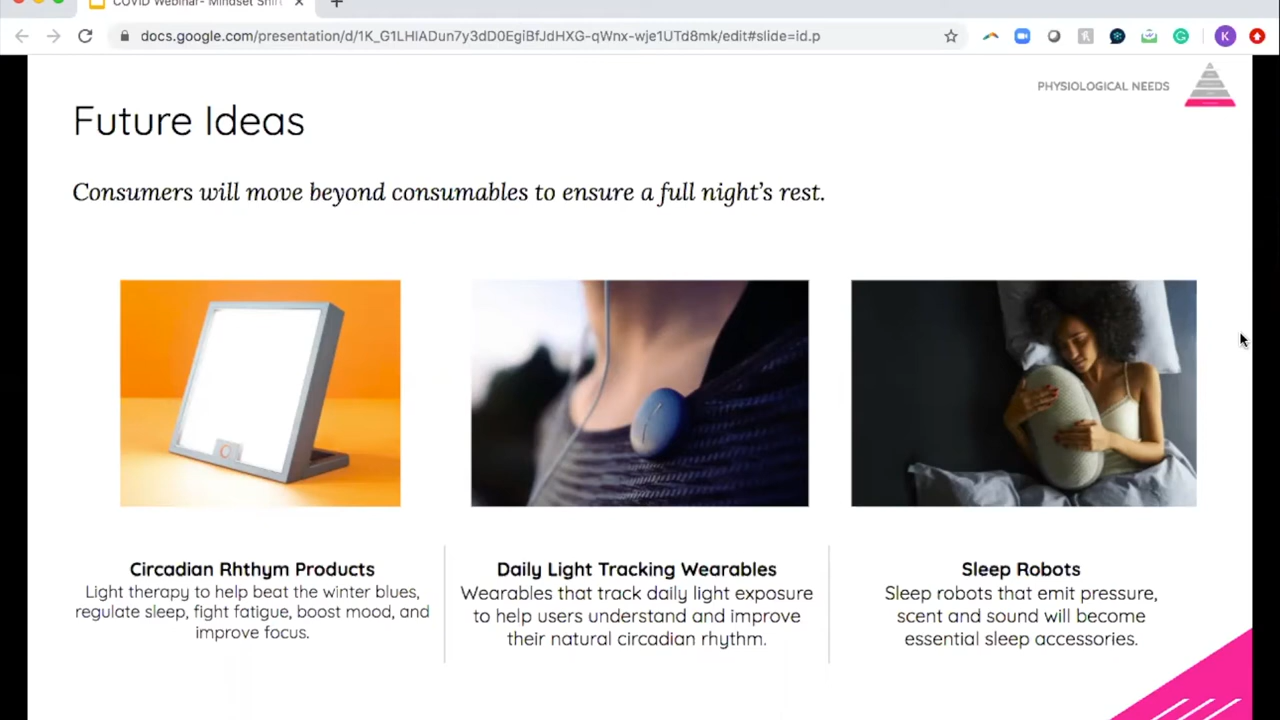 COVID Webinar- Mindset Shift
docs.google.com/presentation/d/1K_G1LHIADun7y3dD0EgiBfJdHXG-qWnx-wje1UTd8mk/edit#slide=id.p
K
PHYSIOLOGICAL NEEDS
Future Ideas
Consumers will move beyond consumables to ensure a full night's rest.
Circadian Rhthym Products
Light therapy to help beat the winter blues,
regulate sleep, fight fatigue, boost mood, and
improve focus.
Daily Light Tracking Wearables
Wearables that track daily light exposure
to help users understand and improve
their natural circadian rhythm.
Sleep Robots
Sleep robots that emit pressure,
scent and sound will become
essential sleep accessories.